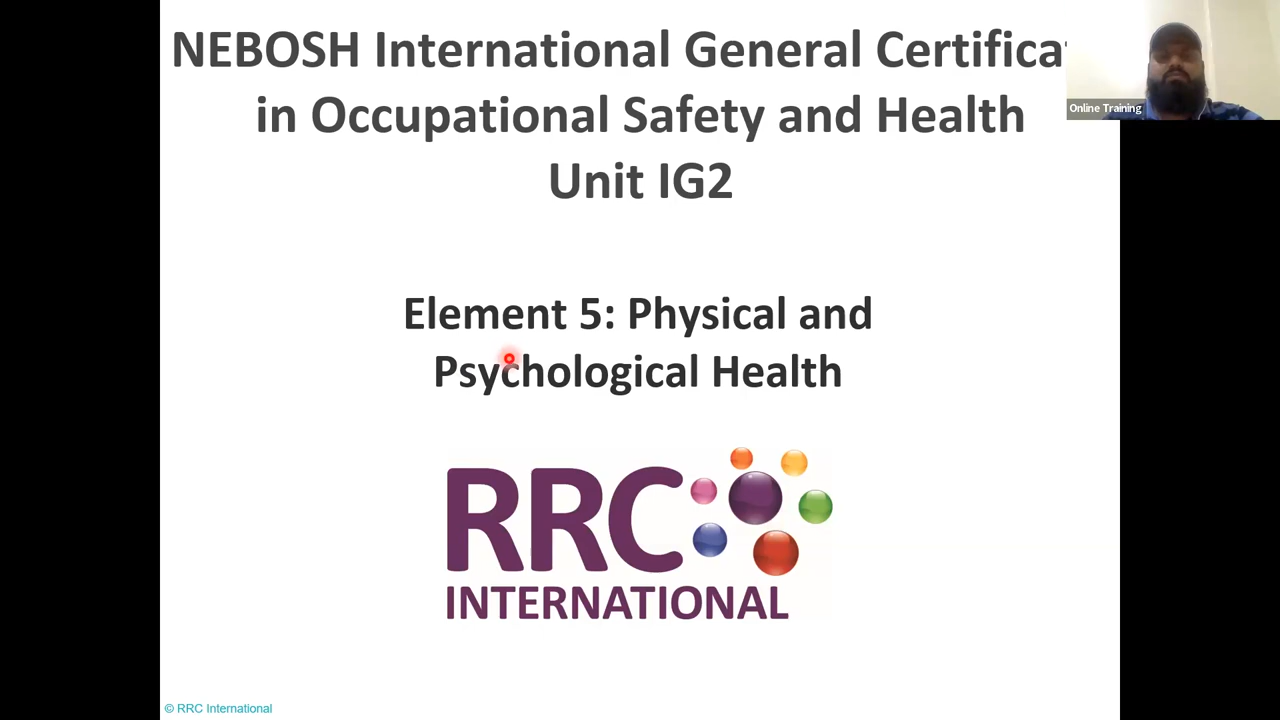 NEBOSH International General Certifica
in Occupational Safety and Health
Unit IG2
Online Training
Element 5: Physical and
Psychological Health
RRC
INTERNATIONAL
© RRC International